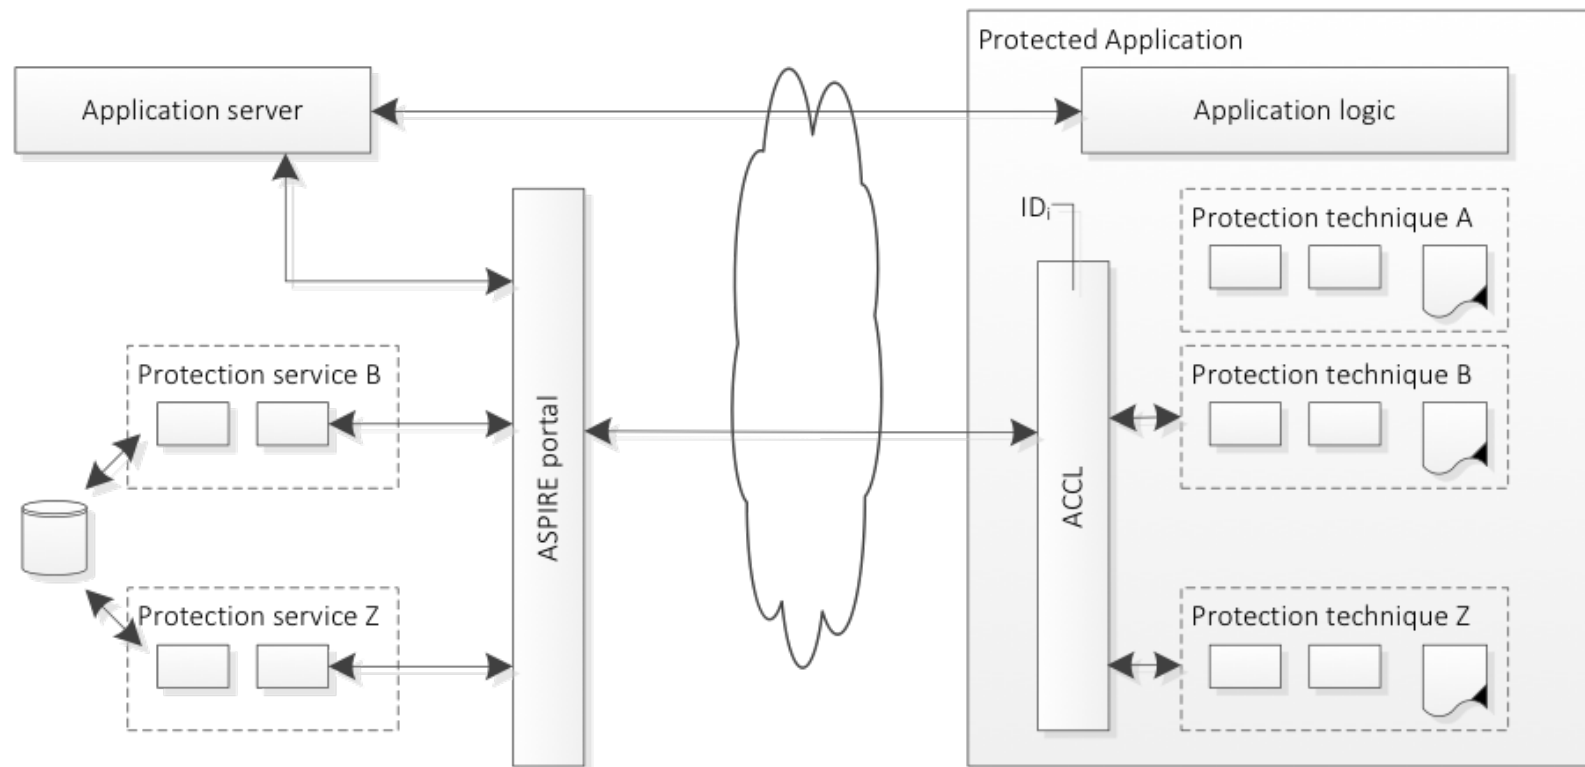 Protected Application
Application server
Application logic
ID₁
Protection technique A
Protection service B
Protection technique B
ASPIRE portal
ACCL
Protection service Z
Protection technique Z